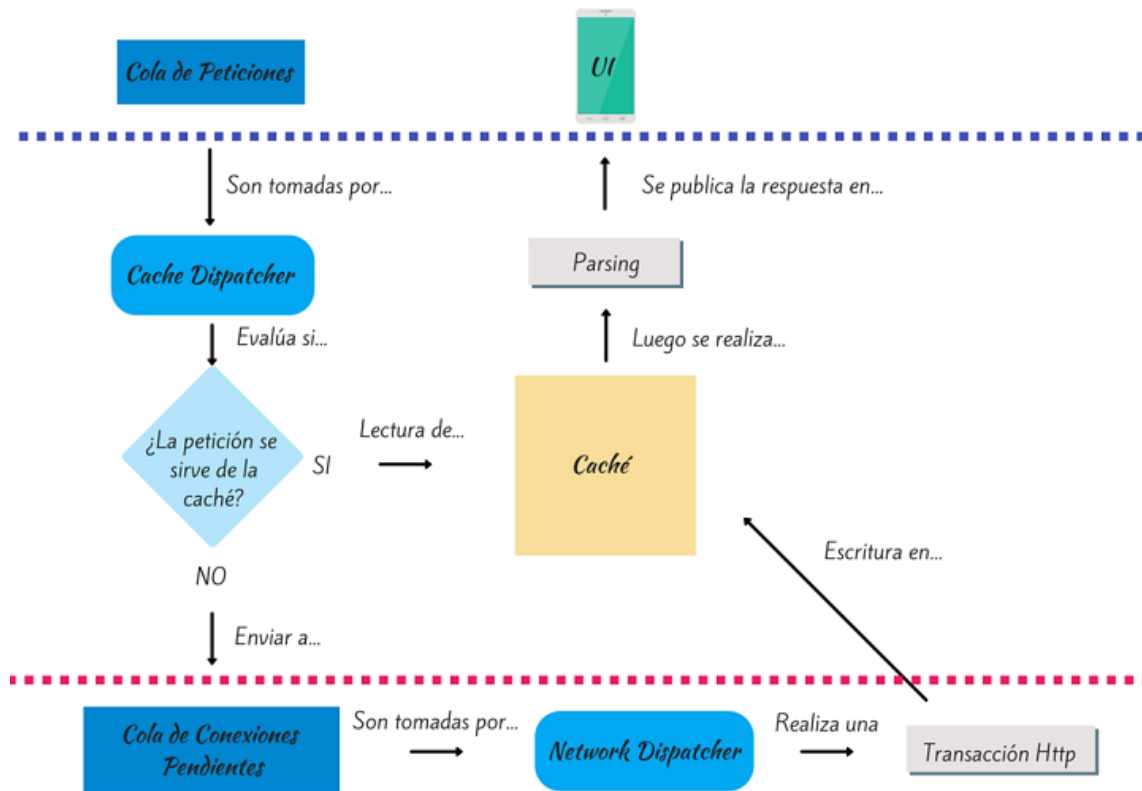 Cola de Peticiones
UI
Son tomadas por...
Se publica la respuesta en...
Cache Dispatcher
Parsing
Evalúa si...
Luego se realiza...
¿La petición se
sirve de la
caché?
SI
Lectura de...
Caché
NO
Escritura en...
Enviar a...
Cola de Conexiones
Pendientes
Son tomadas por...
Network Dispatcher
Realiza una
Transacción Http